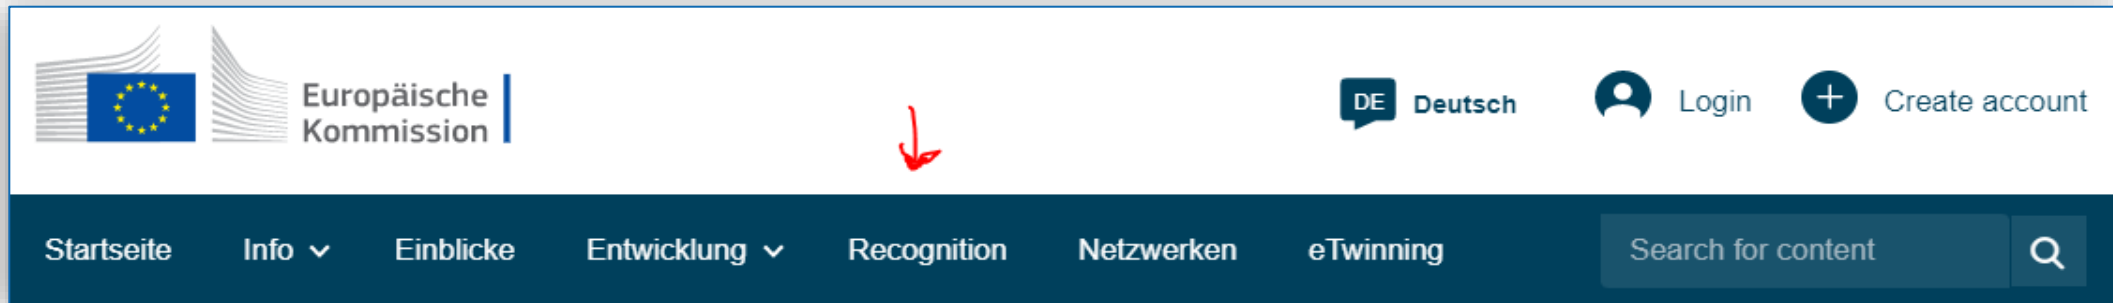 Europäische
Kommission
DE Deutsch Login Create account
Startseite Info Einblicke Entwicklung Recognition Netzwerken eTwinning Search for content